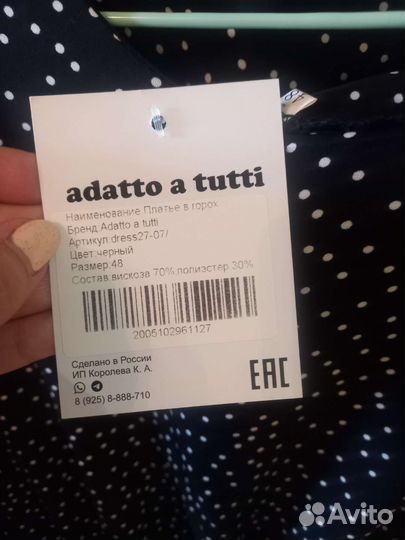 adatto a tutti
Наименование:Платье в горох
Бренд:Adatto a tutti
Артикул:dress27-07/
Цвет:черный
Размер:48
Состав:вискоза 70%,полиэстер 30%
2005102961127
Сделано в России
ИП Королева К. А.
8 (925) 8-888-710
EAC
Avito